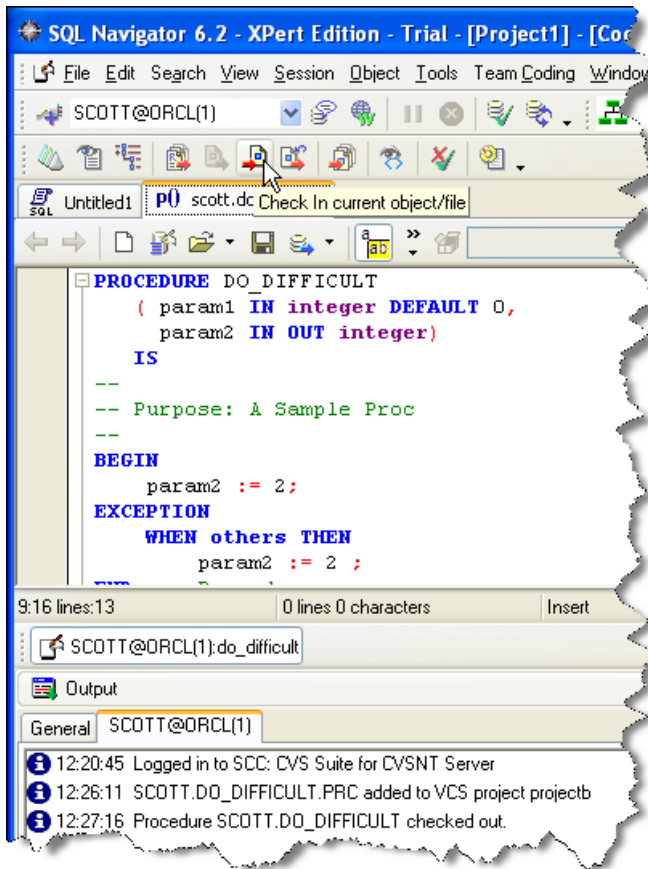 SQL Navigator 6.2 - XPert Edition - Trial - [Project1] - [Co
File Edit Search View Session Object Tools Team Coding Window
SCOTT@ORCL(1)
SQL Untitled1 P() scott.do Check In current object/file
a
ab
PROCEDURE DO_DIFFICULT
( param1 IN integer DEFAULT 0,
param2 IN OUT integer)
IS
--
-- Purpose: A Sample Proc
--
BEGIN
param2 := 2;
EXCEPTION
WHEN others THEN
param2 := 2 ;
9:16 lines:13 0 lines 0 characters Insert
SCOTT@ORCL(1):do_difficult
Output
General SCOTT@ORCL(1)
12:20:45 Logged in to SCC: CVS Suite for CVSNT Server
12:26:11 SCOTT.DO_DIFFICULT.PRC added to VCS project projectb
12:27:16 Procedure SCOTT.DO_DIFFICULT checked out.